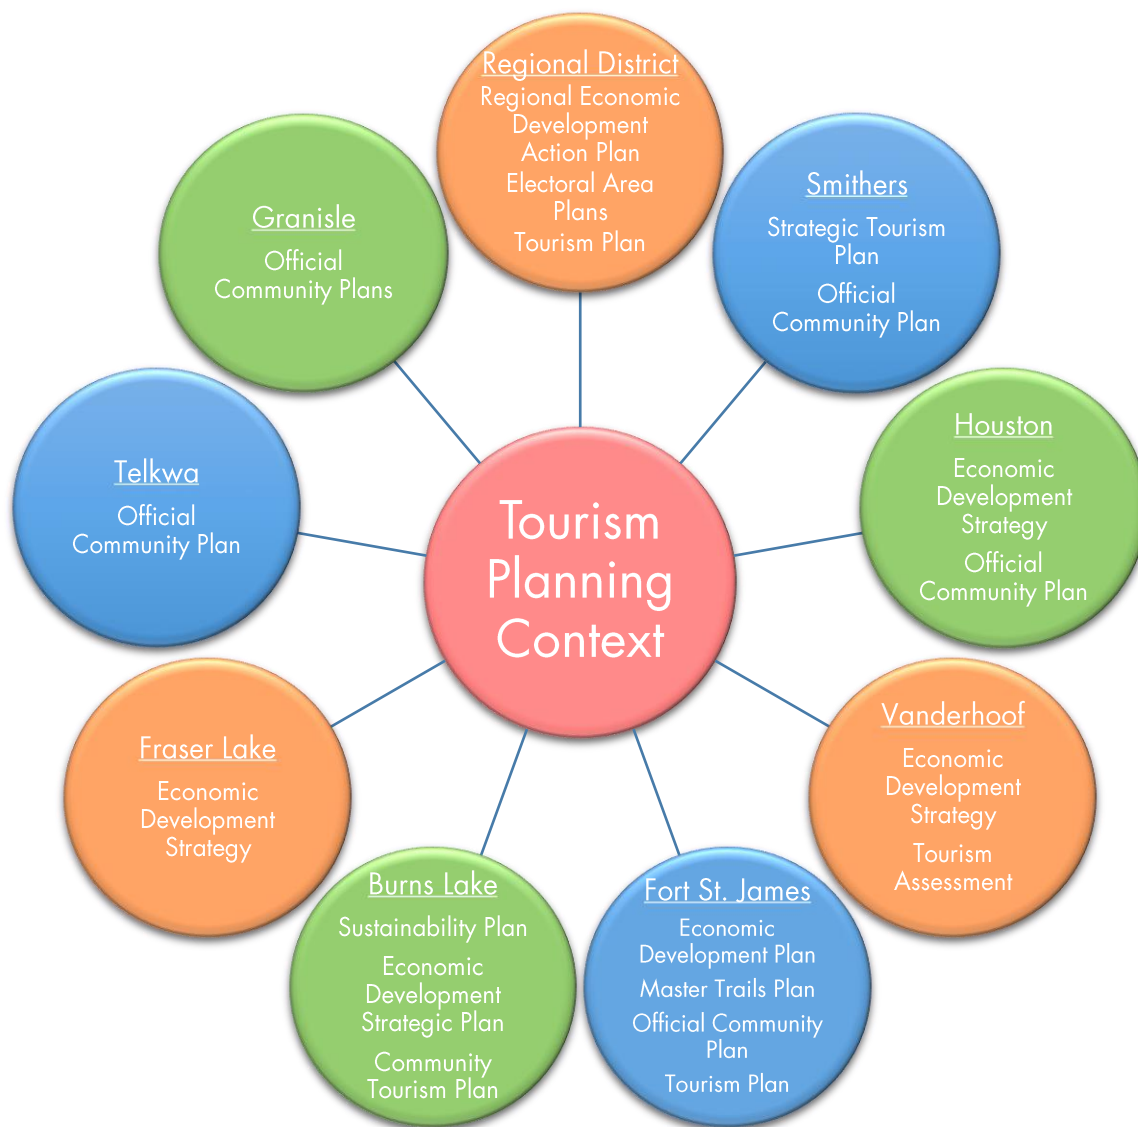 Regional District
Regional Economic
Development
Action Plan
Electoral Area
Plans
Tourism Plan
Smithers
Strategic Tourism
Plan
Official
Community Plan
Houston
Economic
Development
Strategy
Official
Community Plan
Vanderhoof
Economic
Development
Strategy
Tourism
Assessment
Fort St. James
Economic
Development Plan
Master Trails Plan
Official Community
Plan
Tourism Plan
Burns Lake
Sustainability Plan
Economic
Development
Strategic Plan
Community
Tourism Plan
Fraser Lake
Economic
Development
Strategy
Telkwa
Official
Community Plan
Granisle
Official
Community Plans
Tourism
Planning
Context